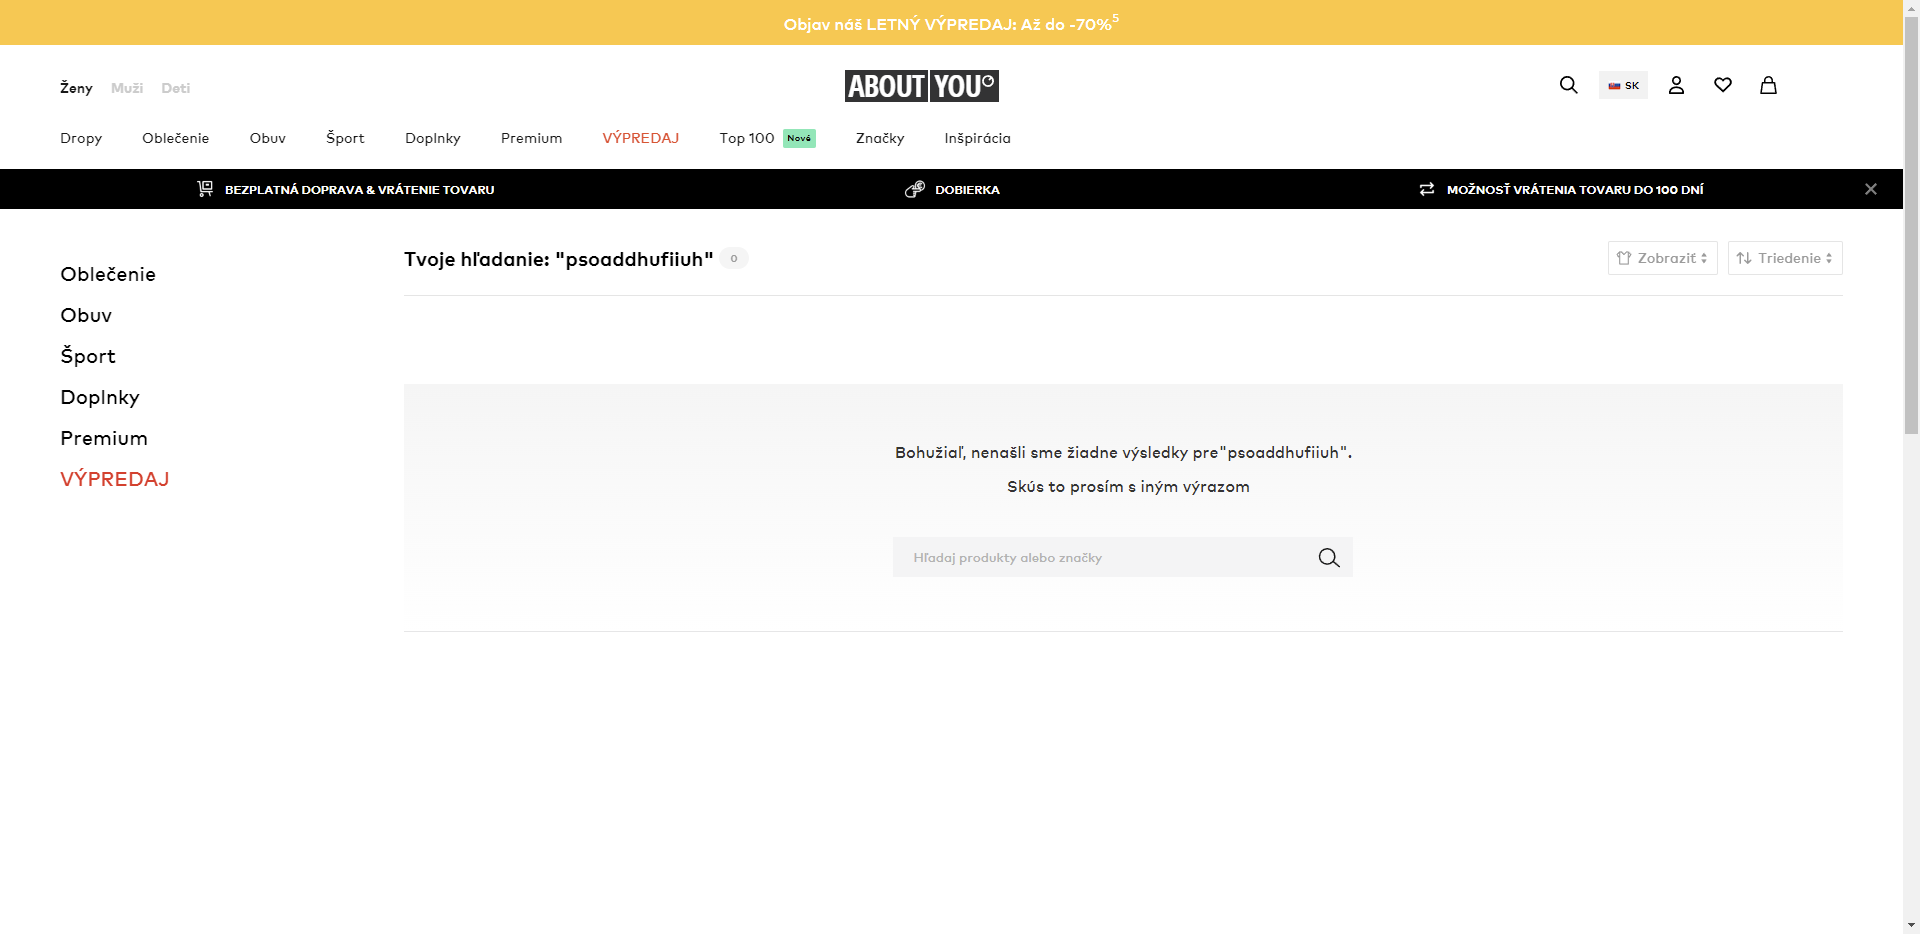 Objav náš LETNÝ VÝPREDAJ: Až do -70%5
Ženy Muži Deti
ABOUT YOU
SK
Dropy Oblečenie Obuv Šport Doplnky Premium VÝPREDAJ Top 100 Nové Značky Inšpirácia
BEZPLATNÁ DOPRAVA & VRÁTENIE TOVARU DOBIERKA MOŽNOSŤ VRÁTENIA TOVARU DO 100 DNÍ
Oblečenie
Obuv
Šport
Doplnky
Premium
VÝPREDAJ
Tvoje hľadanie: "psoaddhufiiuh" 0
Zobraziť Triedenie
Bohužiaľ, nenašli sme žiadne výsledky pre"psoaddhufiiuh".
Skús to prosím s iným výrazom
Hľadaj produkty alebo značky